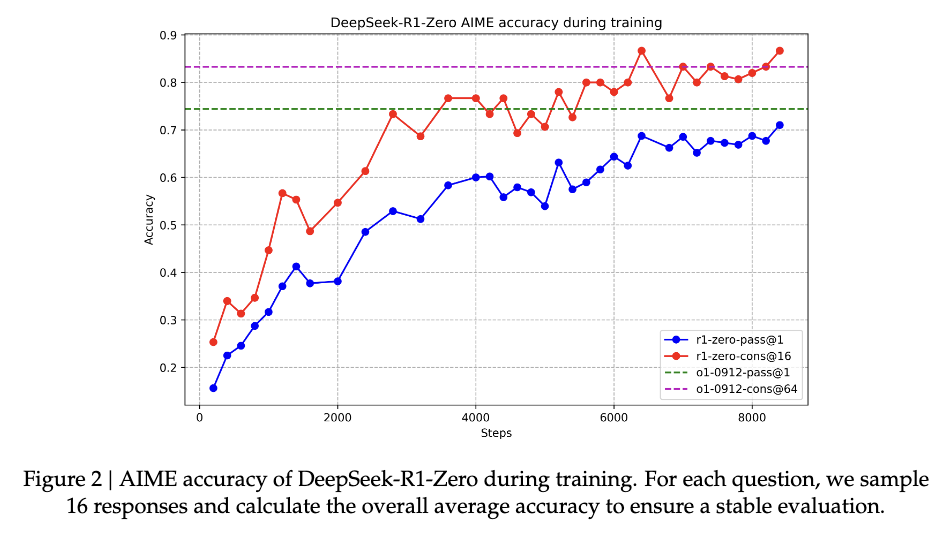 DeepSeek-R1-Zero AIME accuracy during training
0.9
0.8
0.7
0.6
0.5
0.4
0.3
0.2
Accuracy
0 2000 4000 6000 8000
Steps
r1-zero-pass@1
r1-zero-cons@16
o1-0912-pass@1
o1-0912-cons@64
Figure 2 | AIME accuracy of DeepSeek-R1-Zero during training. For each question, we sample
16 responses and calculate the overall average accuracy to ensure a stable evaluation.